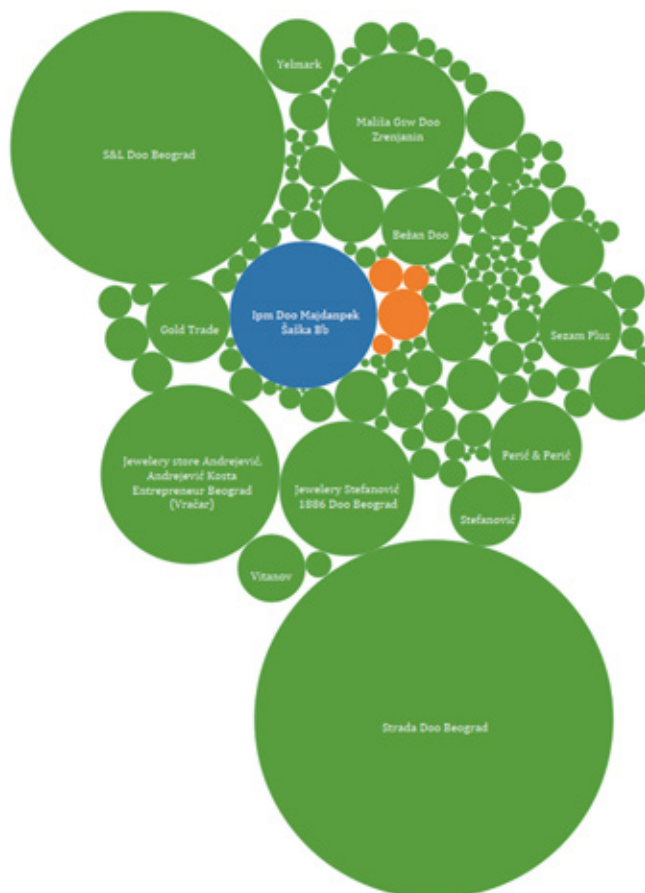 Yelmark
Mališa Gsw Doo
Zrenjanin
S&L Doo Beograd
Bežan Doo
Ipm Doo Majdanpek
Šaška Bb
Gold Trade
Sezam Plus
Jewelery store Andrejević,
Andrejević Kosta
Entrepreneur Beograd
(Vračar)
Jewelery Stefanović
1886 Doo Beograd
Perić & Perić
Stefanović
Vitanov
Strada Doo Beograd